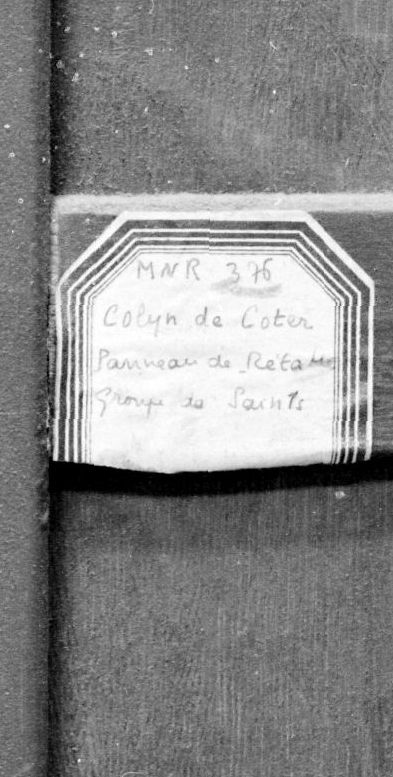 MNR 376
Colyn de Coter
Panneau de Retable
Groupe de Saints